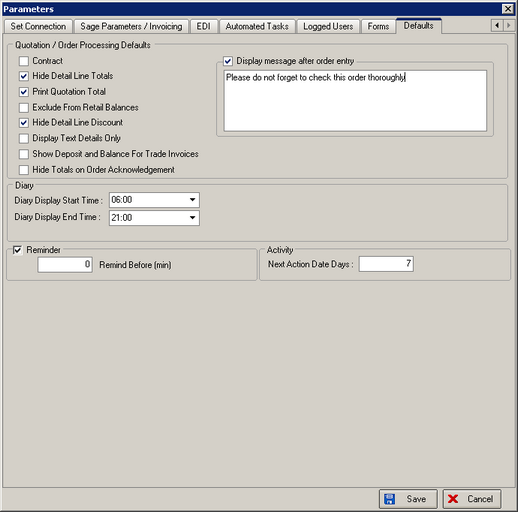 Parameters
Set Connection
Sage Parameters / Invoicing
EDI
Automated Tasks
Logged Users
Forms
Defaults
Quotation / Order Processing Defaults
Contract
Hide Detail Line Totals
Print Quotation Total
Exclude From Retail Balances
Hide Detail Line Discount
Display Text Details Only
Show Deposit and Balance For Trade Invoices
Hide Totals on Order Acknowledgement
Display message after order entry
Please do not forget to check this order thoroughly
Diary
Diary Display Start Time : 06:00
Diary Display End Time : 21:00
Reminder
0 Remind Before (min)
Activity
Next Action Date Days : 7
Save
Cancel